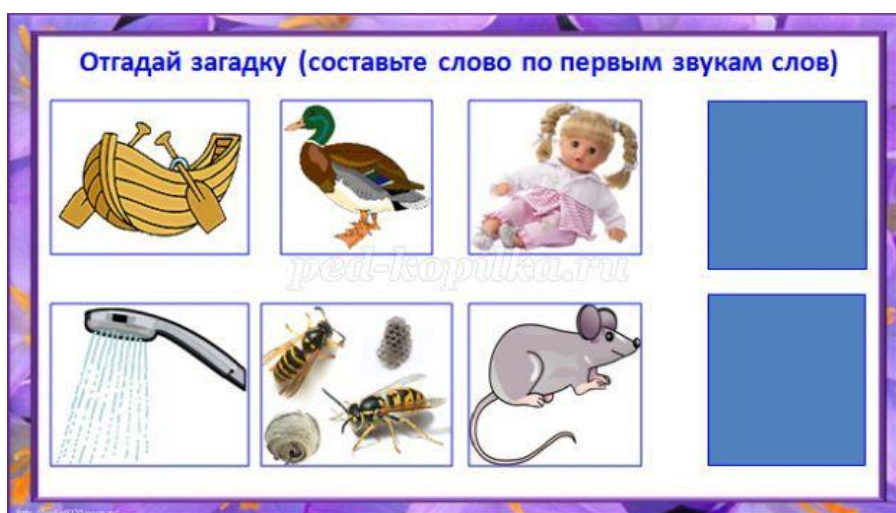 Отгадай загадку (составьте слово по первым звукам слов)
ped-kopilka.ru